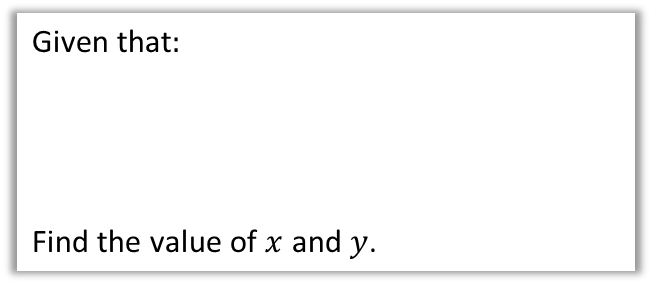 Given that:
Find the value of x and y.